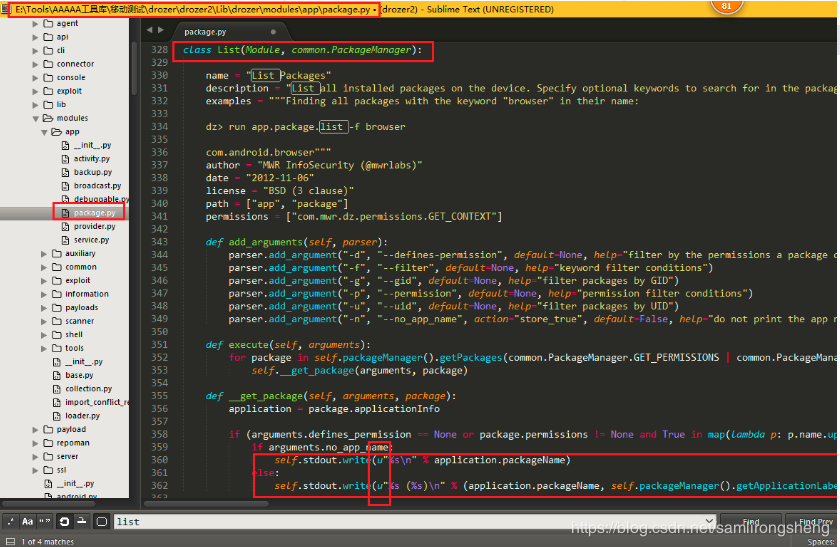 E:\Tools\AAAAA工具库\移动测试\drozer\drozer2\Lib\drozer\modules\app\package.py • (drozer2) - Sublime Text (UNREGISTERED)
81
agent
api
cli
connector
console
exploit
lib
modules
app
__init__.py
activity.py
backup.py
broadcast.py
debuggable.py
package.py
provider.py
service.py
auxiliary
common
exploit
information
payloads
scanner
shell
tools
__init__.py
base.py
collection.py
import_conflict_re
loader.py
payload
repoman
server
ssl
__init__.py
android.py
package.py
328 class List(Module, common.PackageManager):
329
330 name = "List Packages"
331 description = "List all installed packages on the device. Specify optional keywords to search for in the packag
332 examples = """Finding all packages with the keyword "browser" in their name:
333
334 dz> run app.package.list -f browser
335
336 com.android.browser"""
337 author = "MWR InfoSecurity (@mwrlabs)"
338 date = "2012-11-06"
339 license = "BSD (3 clause)"
340 path = ["app", "package"]
341 permissions = ["com.mwr.dz.permissions.GET_CONTEXT"]
342
343 def add_arguments(self, parser):
344 parser.add_argument("-d", "--defines-permission", default=None, help="filter by the permissions a package d
345 parser.add_argument("-f", "--filter", default=None, help="keyword filter conditions")
346 parser.add_argument("-g", "--gid", default=None, help="filter packages by GID")
347 parser.add_argument("-p", "--permission", default=None, help="permission filter conditions")
348 parser.add_argument("-u", "--uid", default=None, help="filter packages by UID")
349 parser.add_argument("-n", "--no_app_name", action="store_true", default=False, help="do not print the app n
350
351 def execute(self, arguments):
352 for package in self.packageManager().getPackages(common.PackageManager.GET_PERMISSIONS | common.PackageMana
353 self.__get_package(arguments, package)
354
355 def __get_package(self, arguments, package):
356 application = package.applicationInfo
357
358 if (arguments.defines_permission == None or package.permissions != None and True in map(lambda p: p.name.up
359 if arguments.no_app_name:
360 self.stdout.write(u"%s\n" % application.packageName)
361 else:
362 self.stdout.write(u"%s (%s)\n" % (application.packageName, self.packageManager().getApplicationLabe
363
.* Aa “” list Find Find Prev
https://blog.csdn.net/samlirongsheng
1 of 4 matches Spaces: